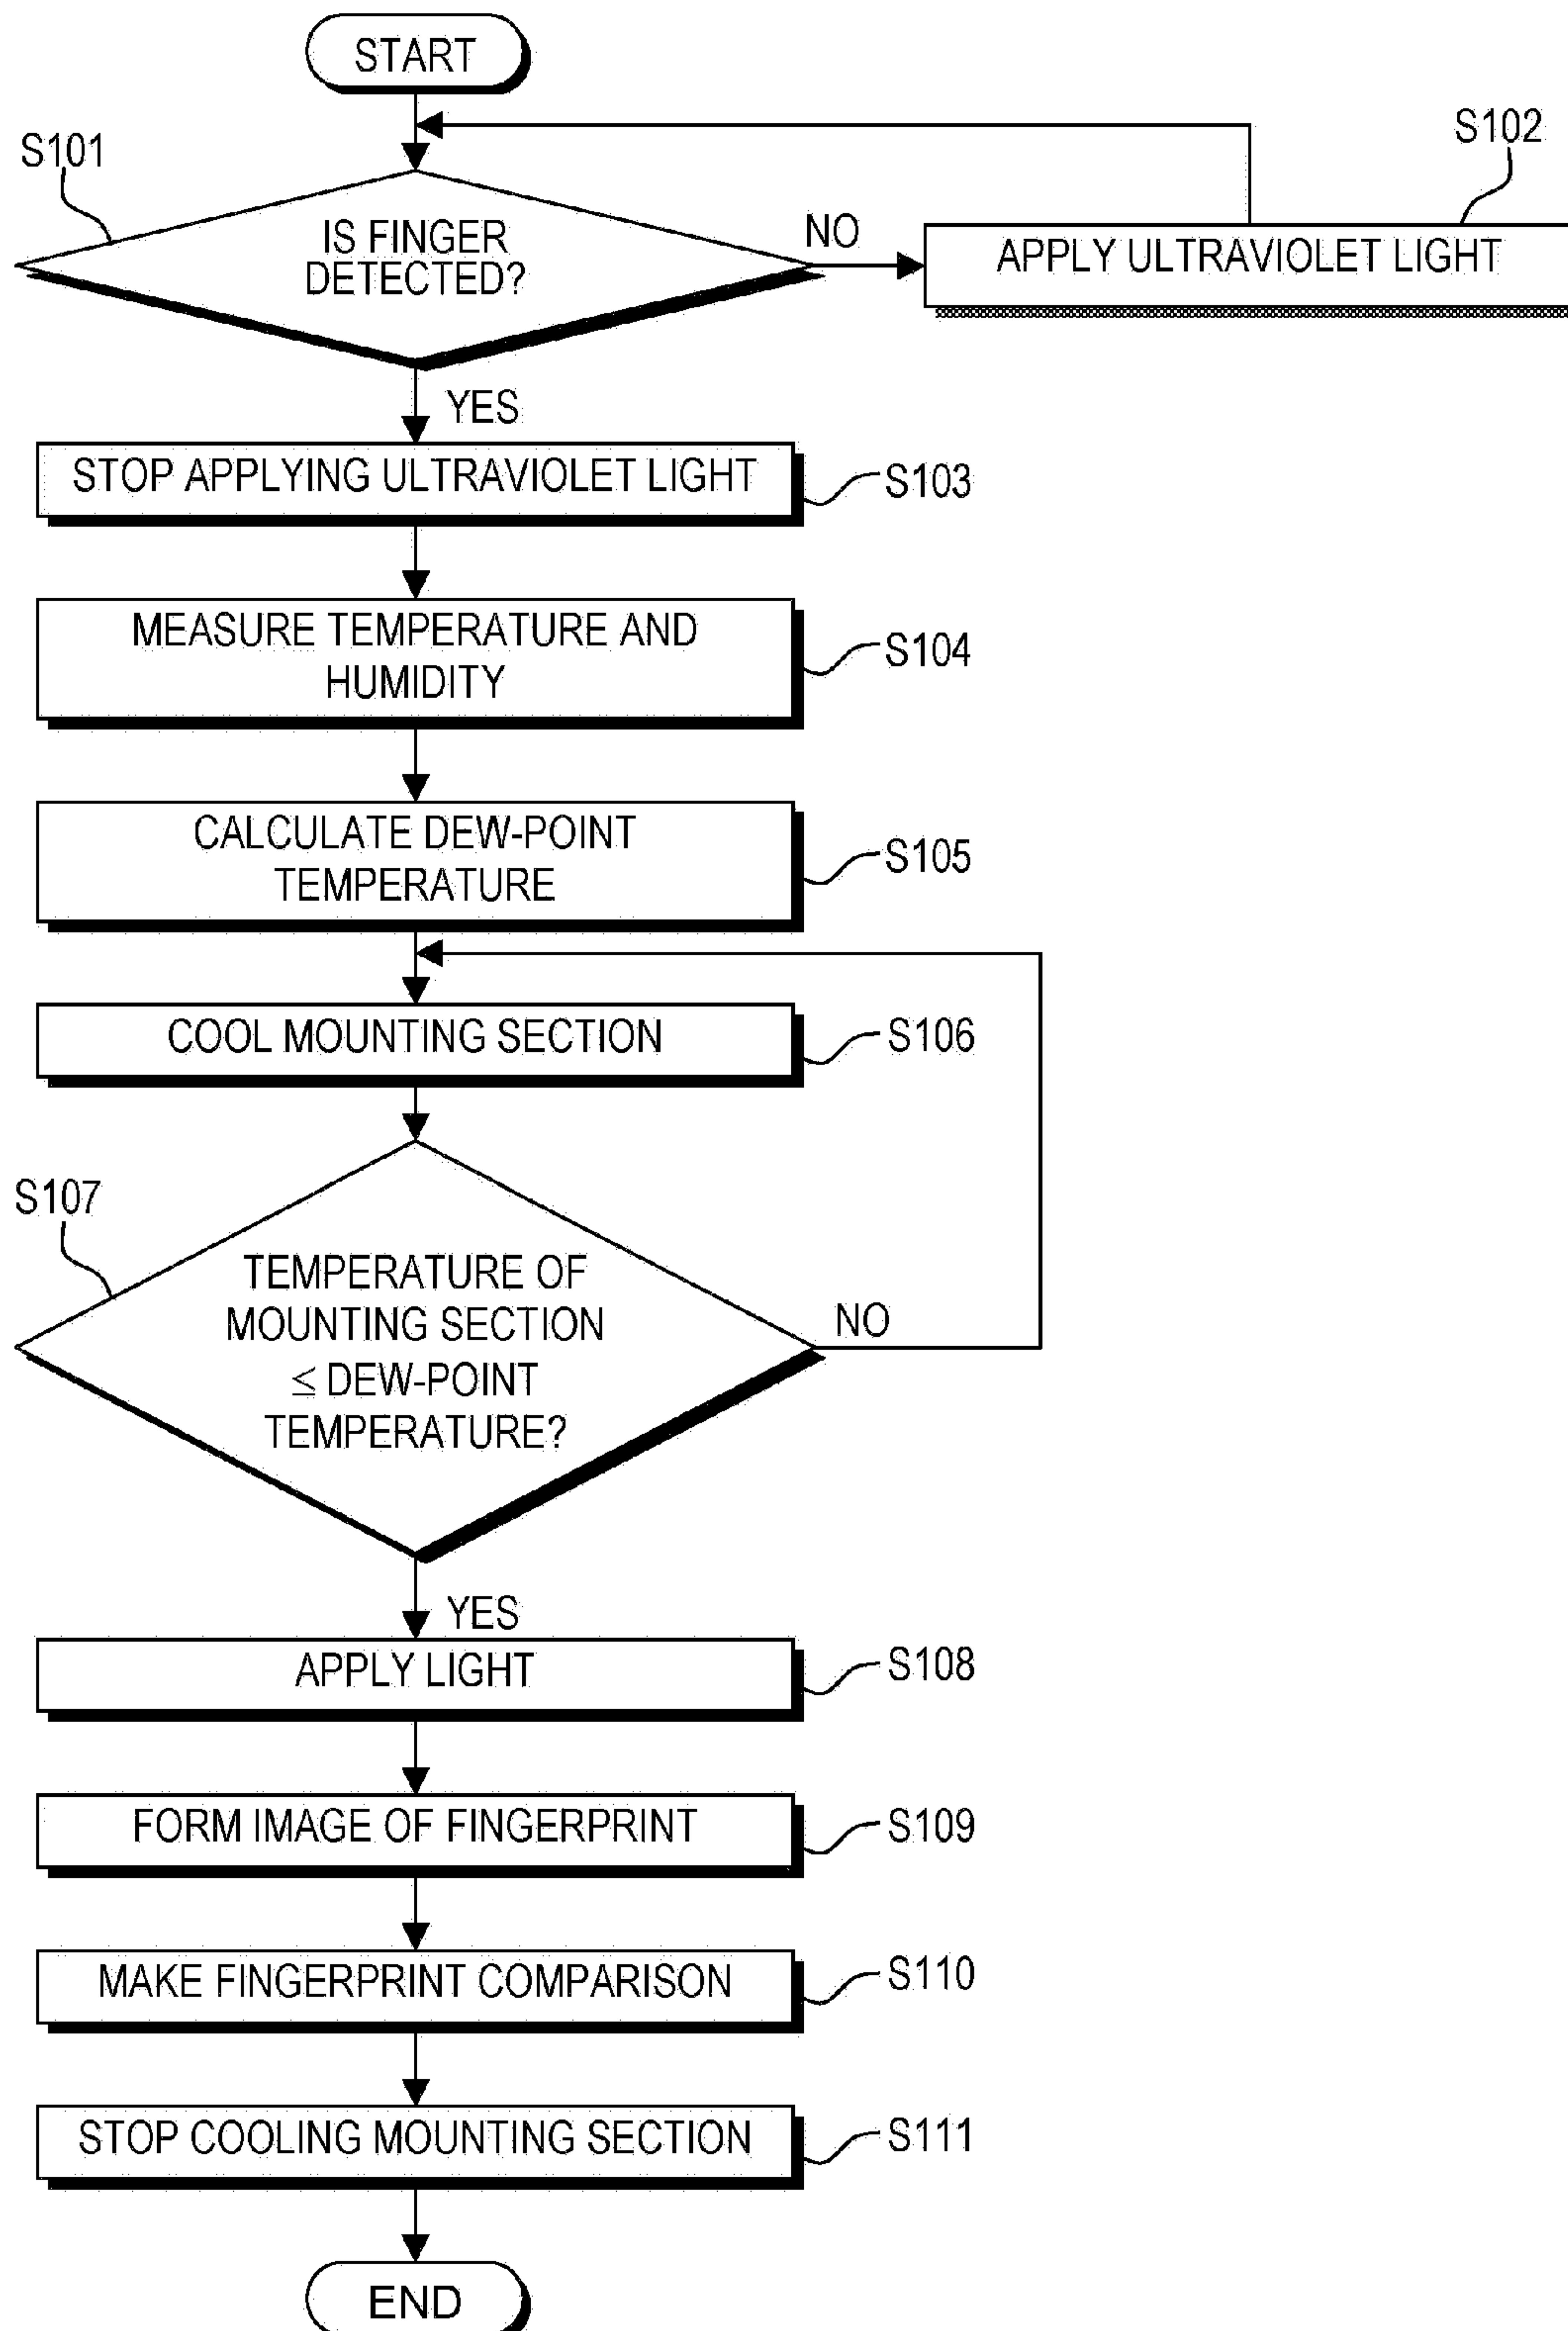 START
S101
S102
IS FINGER
DETECTED?
NO
APPLY ULTRAVIOLET LIGHT
YES
STOP APPLYING ULTRAVIOLET LIGHT
S103
MEASURE TEMPERATURE AND
HUMIDITY
S104
CALCULATE DEW-POINT
TEMPERATURE
S105
COOL MOUNTING SECTION
S106
S107
TEMPERATURE OF
MOUNTING SECTION
≤ DEW-POINT
TEMPERATURE?
NO
YES
APPLY LIGHT
S108
FORM IMAGE OF FINGERPRINT
S109
MAKE FINGERPRINT COMPARISON
S110
STOP COOLING MOUNTING SECTION
S111
END